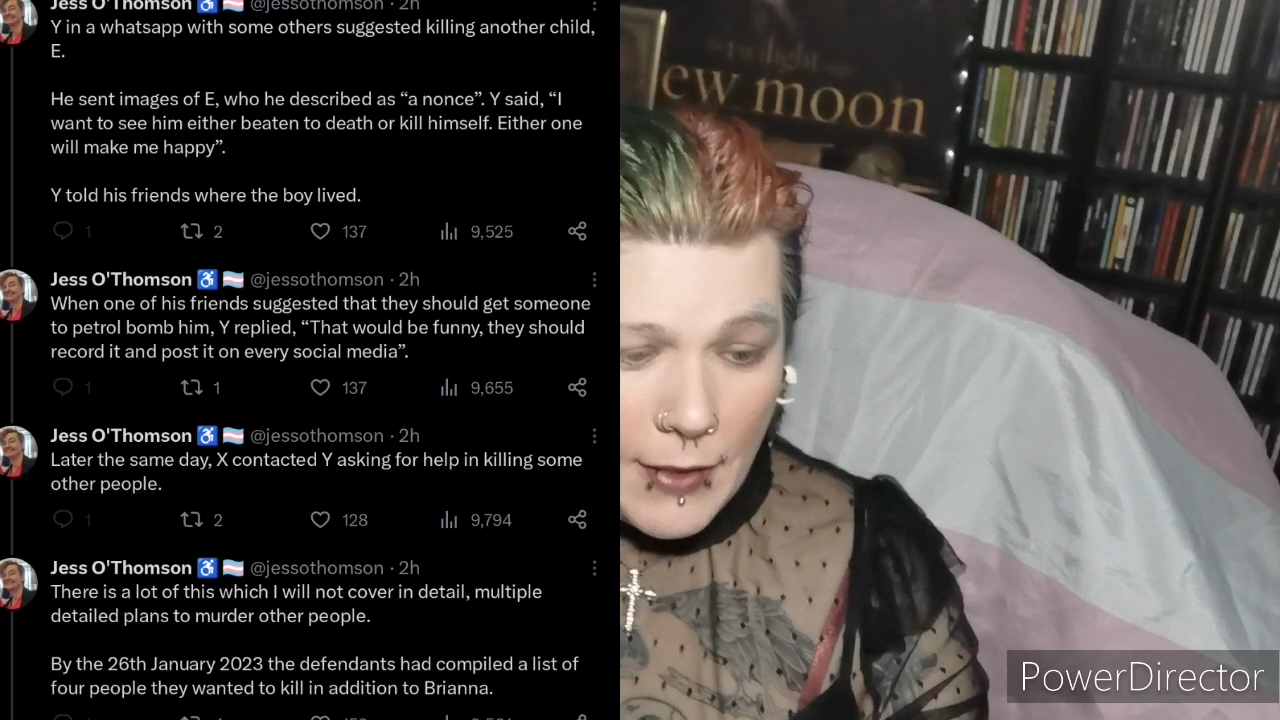 Jess O'Thomson ♿ 🏳️‍⚧️ @jessothomson · 2h
Y in a whatsapp with some others suggested killing another child,
E.
He sent images of E, who he described as “a nonce”. Y said, “I
want to see him either beaten to death or kill himself. Either one
will make me happy”.
Y told his friends where the boy lived.
1 2 137 9,525
Jess O'Thomson ♿ 🏳️‍⚧️ @jessothomson · 2h
When one of his friends suggested that they should get someone
to petrol bomb him, Y replied, “That would be funny, they should
record it and post it on every social media”.
1 1 137 9,655
Jess O'Thomson ♿ 🏳️‍⚧️ @jessothomson · 2h
Later the same day, X contacted Y asking for help in killing some
other people.
1 2 128 9,794
Jess O'Thomson ♿ 🏳️‍⚧️ @jessothomson · 2h
There is a lot of this which I will not cover in detail, multiple
detailed plans to murder other people.
By the 26th January 2023 the defendants had compiled a list of
four people they wanted to kill in addition to Brianna.
twilight
ew moon
PowerDirector